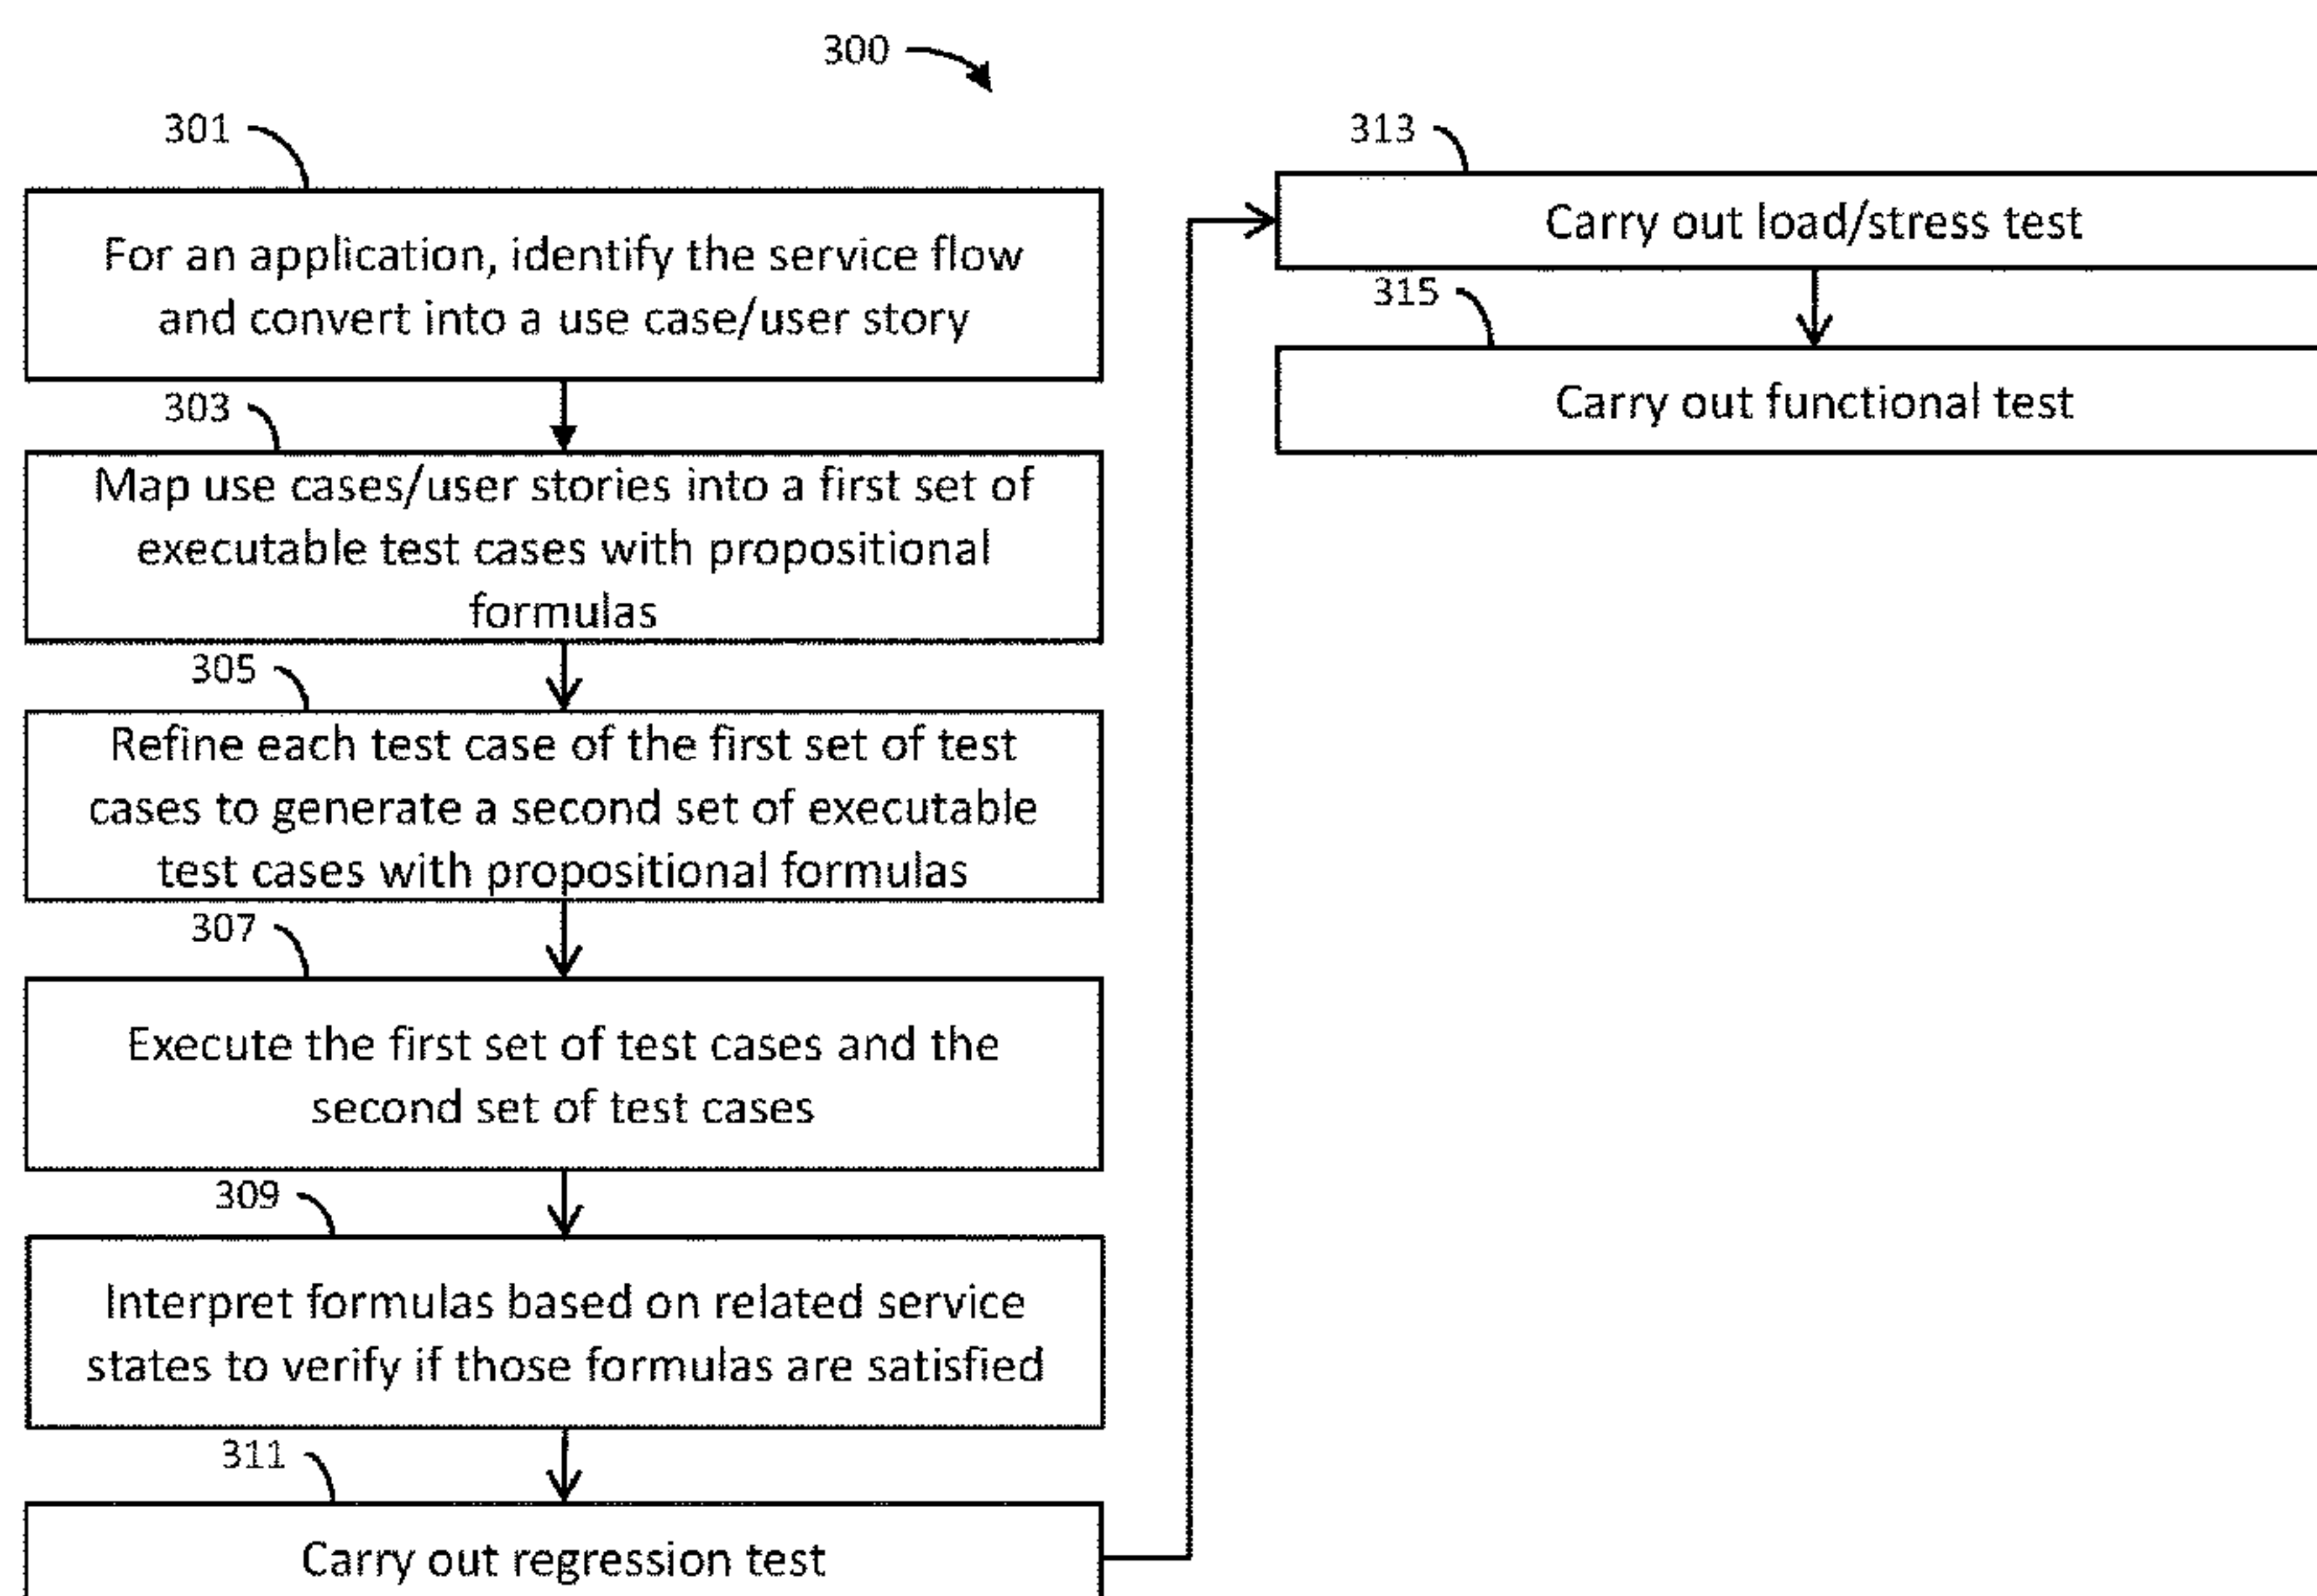 300
301
For an application, identify the service flow
and convert into a use case/user story
303
Map use cases/user stories into a first set of
executable test cases with propositional
formulas
305
Refine each test case of the first set of test
cases to generate a second set of executable
test cases with propositional formulas
307
Execute the first set of test cases and the
second set of test cases
309
Interpret formulas based on related service
states to verify if those formulas are satisfied
311
Carry out regression test
313
Carry out load/stress test
315
Carry out functional test